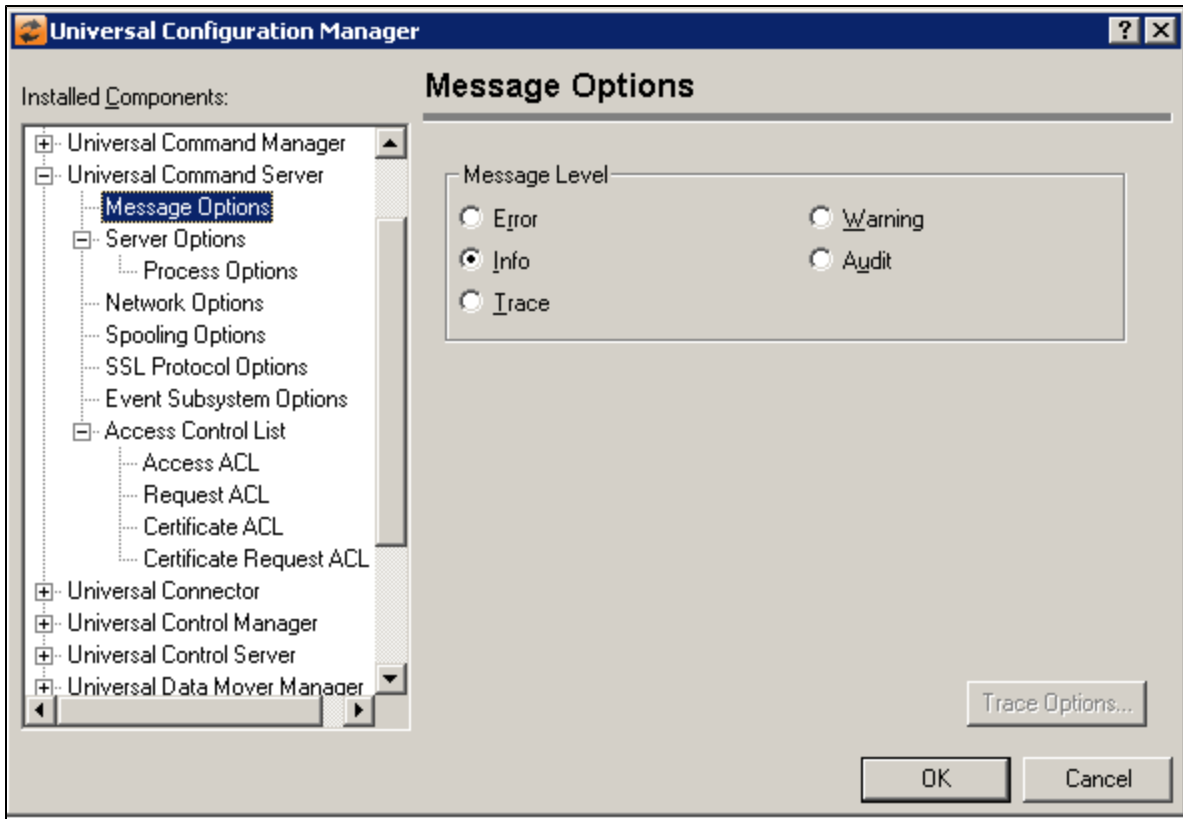 Universal Configuration Manager
Installed Components:
Universal Command Manager
Universal Command Server
Message Options
Server Options
Process Options
Network Options
Spooling Options
SSL Protocol Options
Event Subsystem Options
Access Control List
Access ACL
Request ACL
Certificate ACL
Certificate Request ACL
Universal Connector
Universal Control Manager
Universal Control Server
Universal Data Mover Manager
Message Options
Message Level
Error
Warning
Info
Audit
Trace
Trace Options...
OK
Cancel